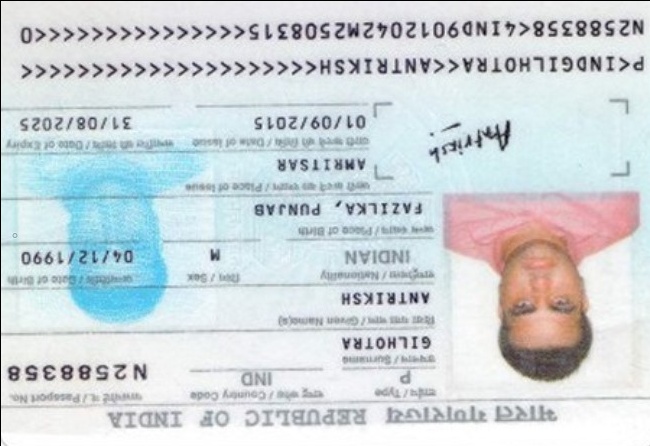 भारत गणराज्य REPUBLIC OF INDIA
टाईप / Type राष्ट्र कोड / Country Code पासपोर्ट नं. / Passport No.
P IND N2588358
उपनाम / Surname
GILHOTRA
दिया गया नाम / Given Name(s)
ANTRIKSH
राष्ट्रीयता / Nationality लिंग / Sex जन्मतिथि / Date of Birth
INDIAN M 04/12/1990
जन्म स्थान / Place of Birth
FAZILKA, PUNJAB
जारी करने का स्थान / Place of Issue
AMRITSAR
जारी करने की तिथि / Date of Issue समाप्ति की तिथि / Date of Expiry
01/09/2015 31/08/2025
Antriksh
P<INDGILHOTRA<<ANTRIKSH<<<<<<<<<<<<<<<<<<<<<
N2588358<4IND9012042M2508315<<<<<<<<<<<<<<<0